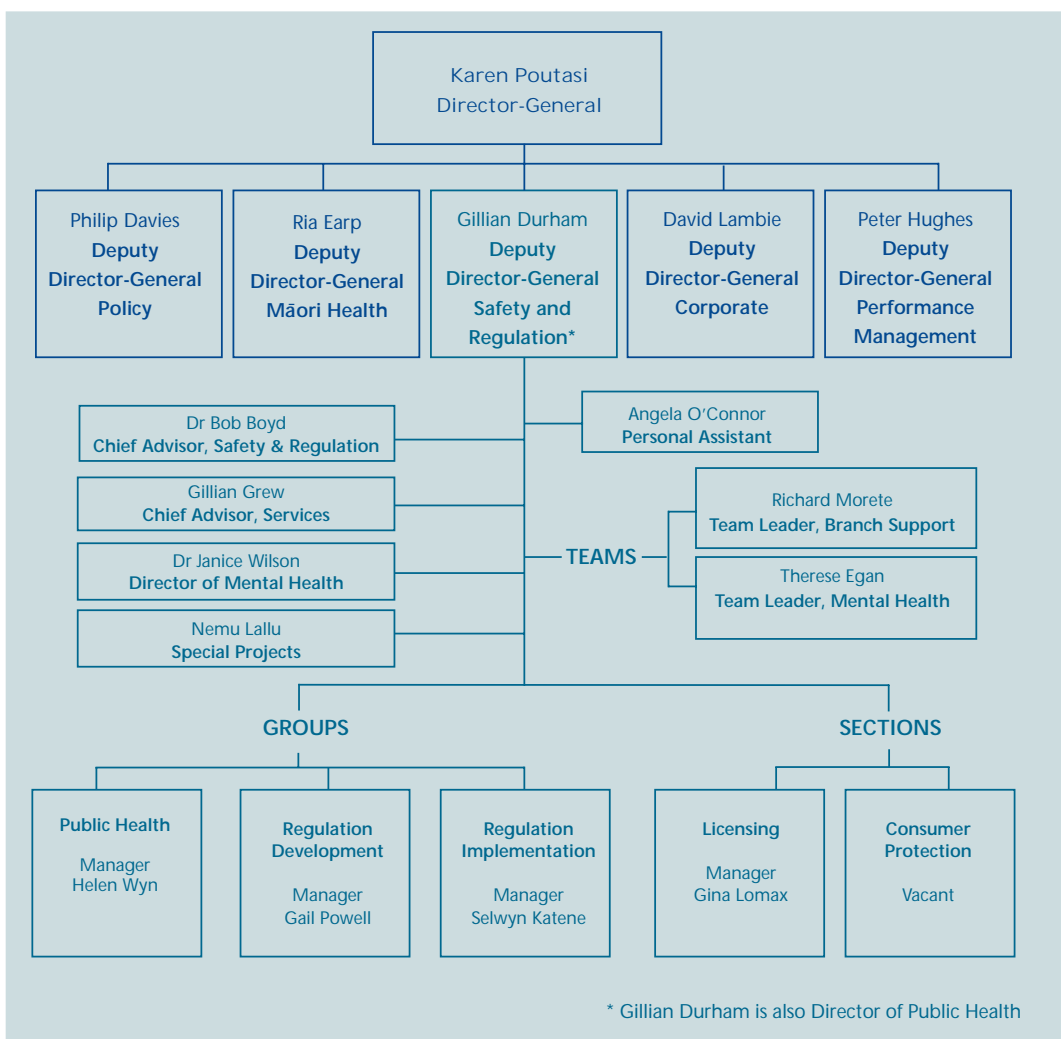 Karen Poutasi
Director-General
Philip Davies
Deputy
Director-General
Policy
Ria Earp
Deputy
Director-General
Māori Health
Gillian Durham
Deputy
Director-General
Safety and
Regulation*
David Lambie
Deputy
Director-General
Corporate
Peter Hughes
Deputy
Director-General
Performance
Management
Dr Bob Boyd
Chief Advisor, Safety & Regulation
Angela O’Connor
Personal Assistant
Gillian Grew
Chief Advisor, Services
Dr Janice Wilson
Director of Mental Health
Nemu Lallu
Special Projects
TEAMS
Richard Morete
Team Leader, Branch Support
Therese Egan
Team Leader, Mental Health
GROUPS
Public Health
Manager
Helen Wyn
Regulation
Development
Manager
Gail Powell
Regulation
Implementation
Manager
Selwyn Katene
SECTIONS
Licensing
Manager
Gina Lomax
Consumer
Protection
Vacant
* Gillian Durham is also Director of Public Health